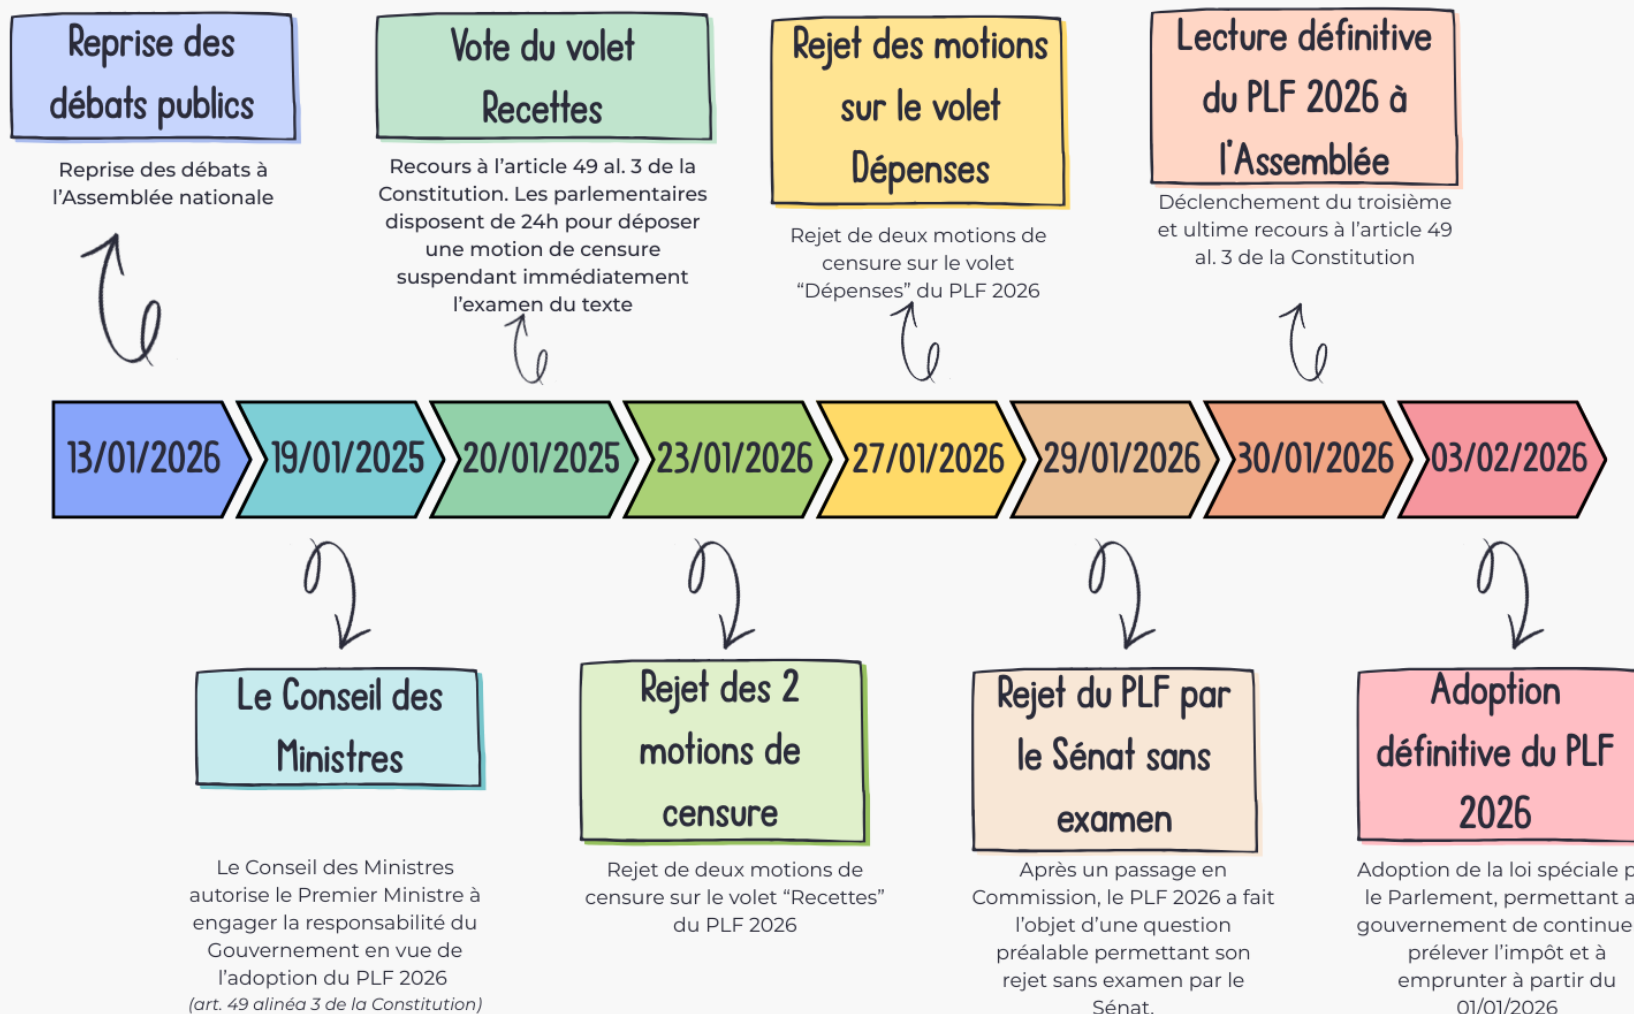 Reprise des
débats publics
Reprise des débats à
l'Assemblée nationale
Vote du volet
Recettes
Recours à l'article 49 al. 3 de la
Constitution. Les parlementaires
disposent de 24h pour déposer
une motion de censure
suspendant immédiatement
l'examen du texte
Rejet des motions
sur le volet
Dépenses
Rejet de deux motions de
censure sur le volet
“Dépenses” du PLF 2026
Lecture définitive
du PLF 2026 à
l'Assemblée
Déclenchement du troisième
et ultime recours à l'article 49
al. 3 de la Constitution
13/01/2026
19/01/2025
20/01/2025
23/01/2026
27/01/2026
29/01/2026
30/01/2026
03/02/2026
Le Conseil des
Ministres
Le Conseil des Ministres
autorise le Premier Ministre à
engager la responsabilité du
Gouvernement en vue de
l'adoption du PLF 2026
(art. 49 alinéa 3 de la Constitution)
Rejet des 2
motions de
censure
Rejet de deux motions de
censure sur le volet “Recettes”
du PLF 2026
Rejet du PLF par
le Sénat sans
examen
Après un passage en
Commission, le PLF 2026 a fait
l'objet d'une question
préalable permettant son
rejet sans examen par le
Sénat.
Adoption
définitive du PLF
2026
Adoption de la loi spéciale
le Parlement, permettant
gouvernement de continue
prélever l'impôt et à
emprunter à partir du
01/01/2026